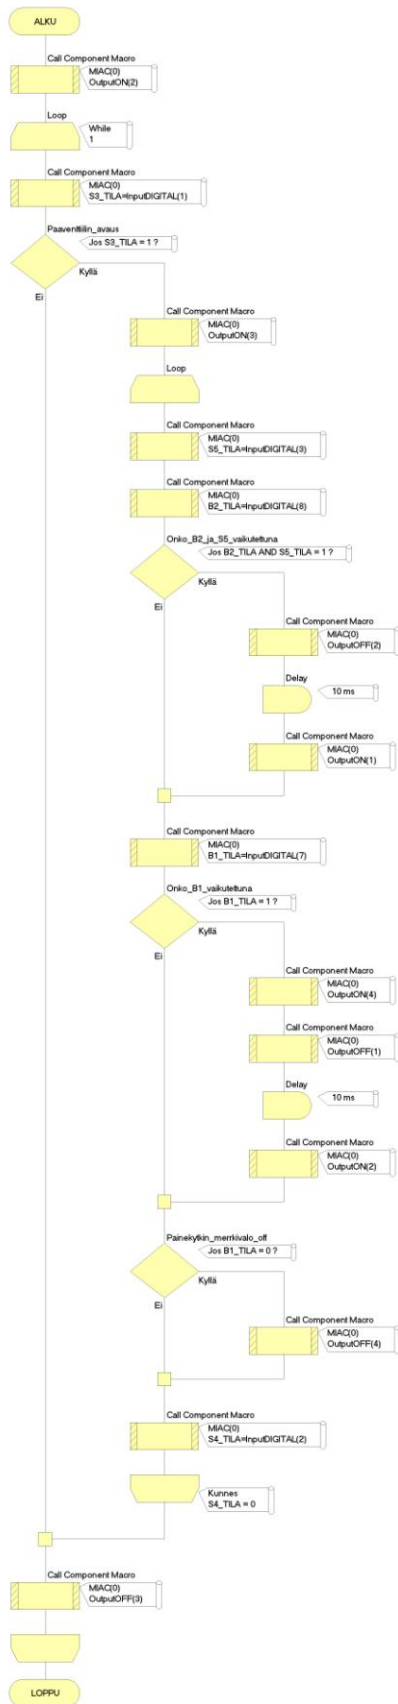 ALKU
Call Component Macro
MIAC(0)
OutputON(2)
Loop
While
1
Call Component Macro
MIAC(0)
S3_TILA=InputDIGITAL(1)
Paaventtiilin_avaus
Jos S3_TILA = 1 ?
Kyllä
Ei
Call Component Macro
MIAC(0)
OutputON(3)
Loop
Call Component Macro
MIAC(0)
S5_TILA=InputDIGITAL(3)
Call Component Macro
MIAC(0)
B2_TILA=InputDIGITAL(8)
Onko_B2_ja_S5_vaikutettuna
Jos B2_TILA AND S5_TILA = 1 ?
Kyllä
Ei
Call Component Macro
MIAC(0)
OutputOFF(2)
Delay
10 ms
Call Component Macro
MIAC(0)
OutputON(1)
Call Component Macro
MIAC(0)
B1_TILA=InputDIGITAL(7)
Onko_B1_vaikutettuna
Jos B1_TILA = 1 ?
Kyllä
Ei
Call Component Macro
MIAC(0)
OutputON(4)
Call Component Macro
MIAC(0)
OutputOFF(1)
Delay
10 ms
Call Component Macro
MIAC(0)
OutputON(2)
Painekytkin_merrkivalo_off
Jos B1_TILA = 0 ?
Kyllä
Ei
Call Component Macro
MIAC(0)
OutputOFF(4)
Call Component Macro
MIAC(0)
S4_TILA=InputDIGITAL(2)
Kunnes
S4_TILA = 0
Call Component Macro
MIAC(0)
OutputOFF(3)
LOPPU